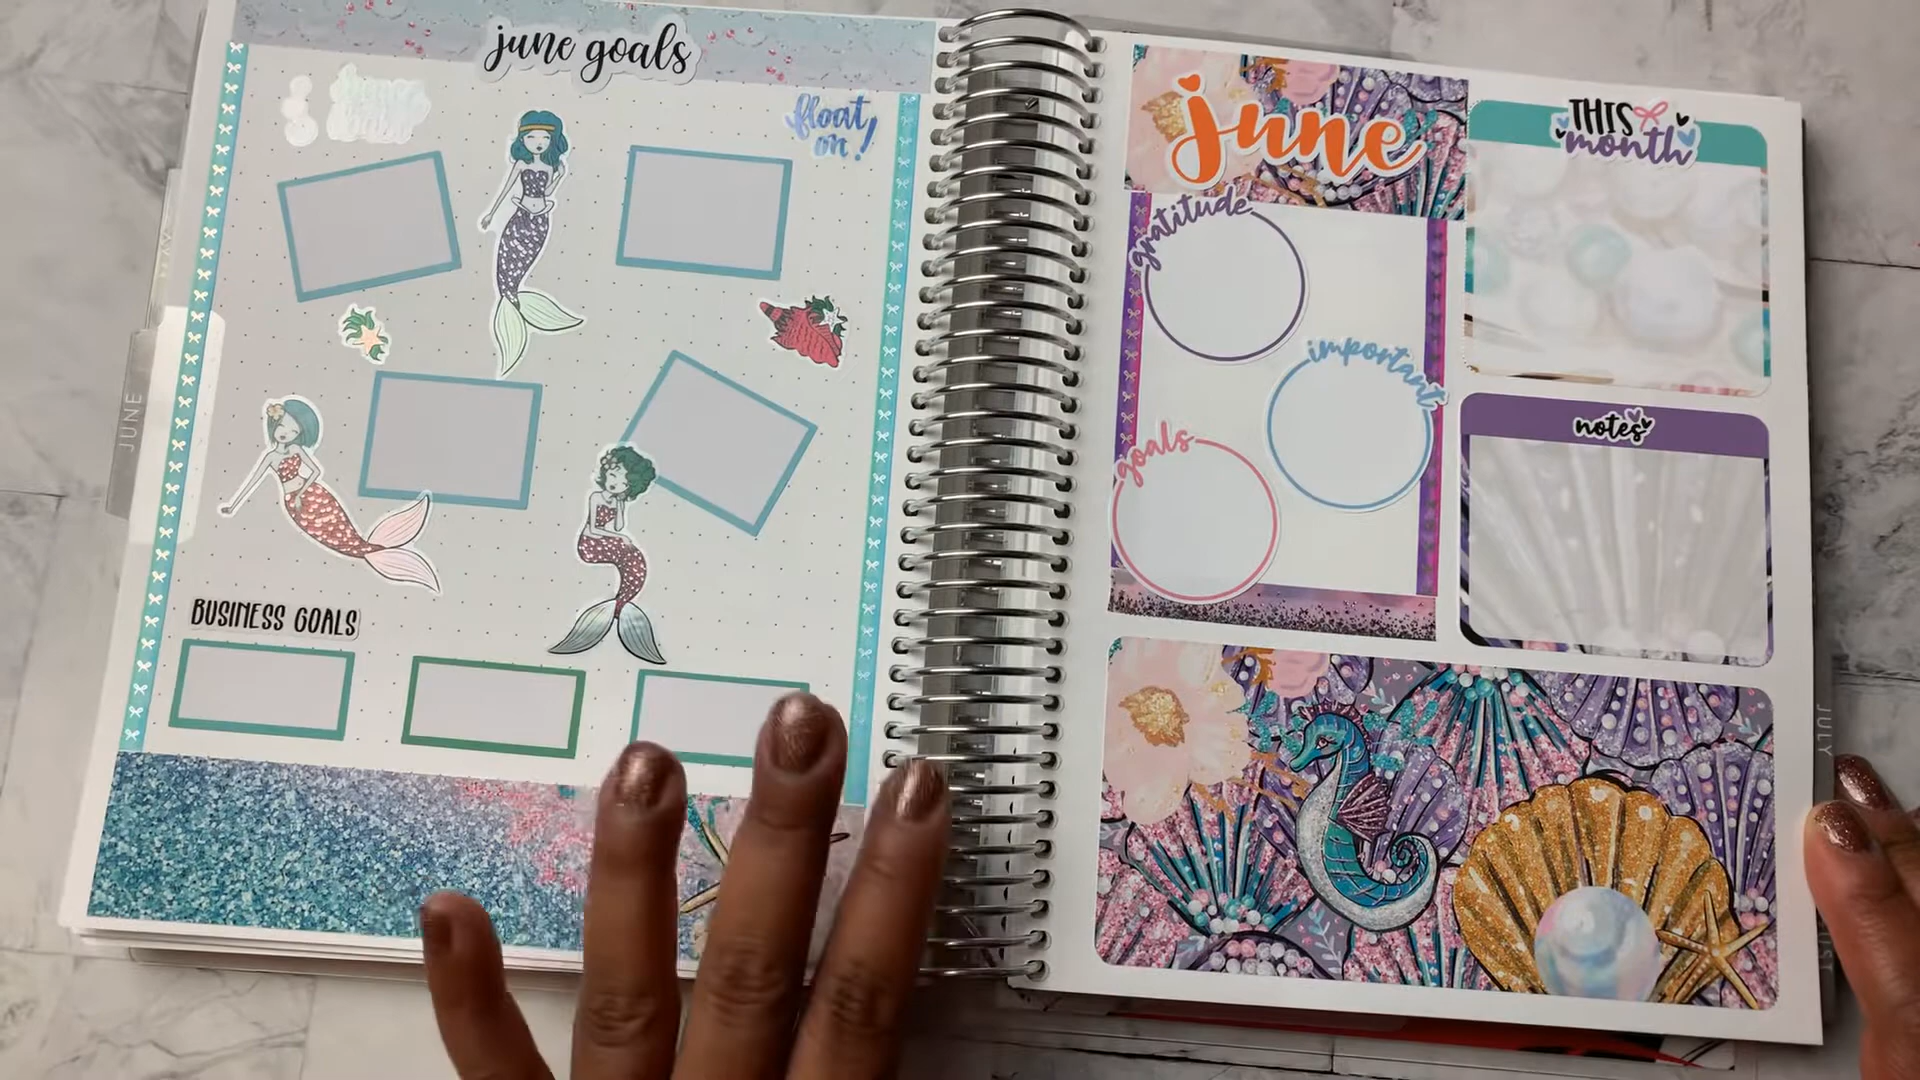 june goals
float
on!
BUSINESS GOALS
JUNE
june
gratitude
important
goals
THIS
month
notes
JULY